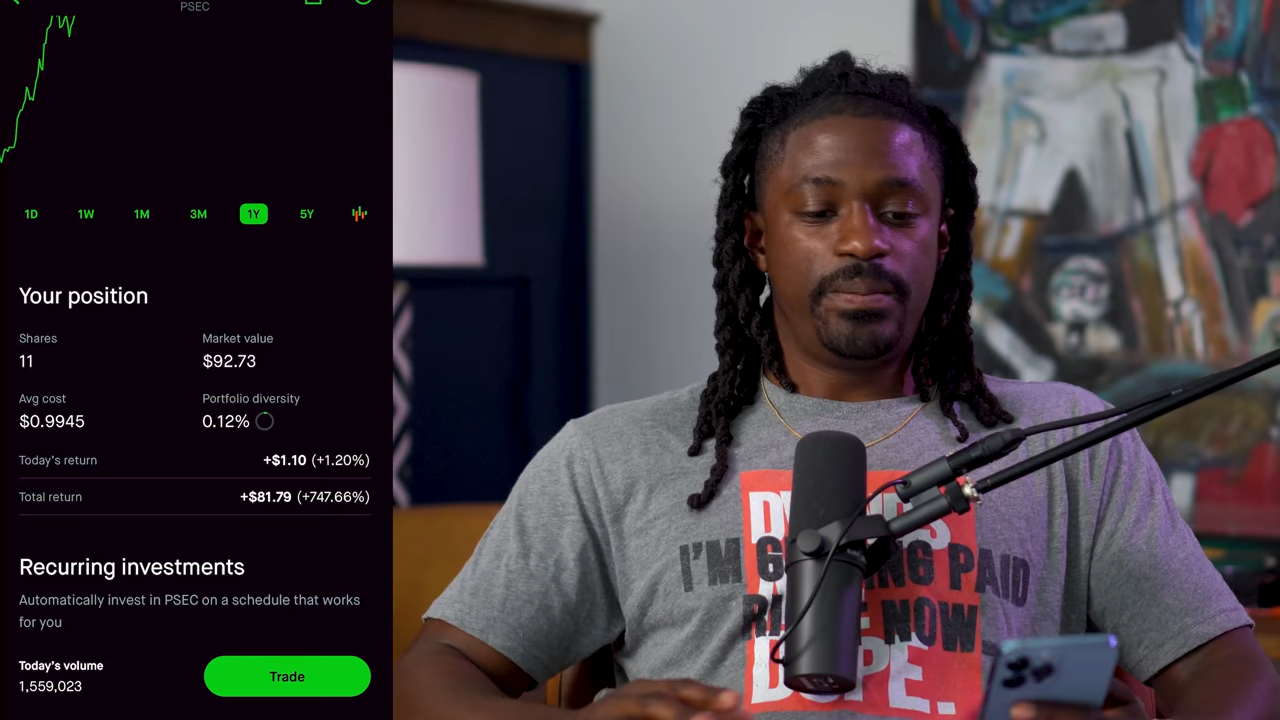 PSEC
1D 1W 1M 3M 1Y 5Y
Your position
Shares Market value
11 $92.73
Avg cost Portfolio diversity
$0.9945 0.12%
Today's return +$1.10 (+1.20%)
Total return +$81.79 (+747.66%)
Recurring investments
Automatically invest in PSEC on a schedule that works
for you
Today's volume
1,559,023
Trade
I'M PAID
NOW
DOPE.